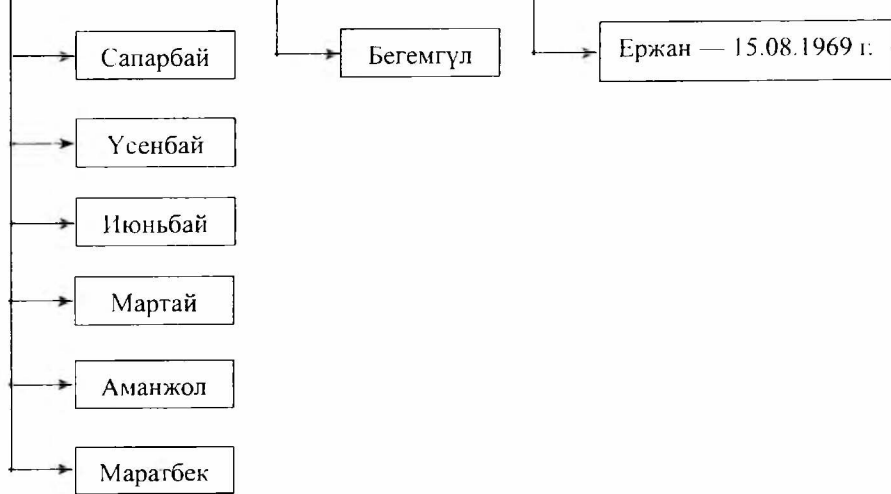 Сапарбай
Бегемгүл
Ержан — 15.08.1969 г.
Үсенбай
Июньбай
Мартай
Аманжол
Маратбек